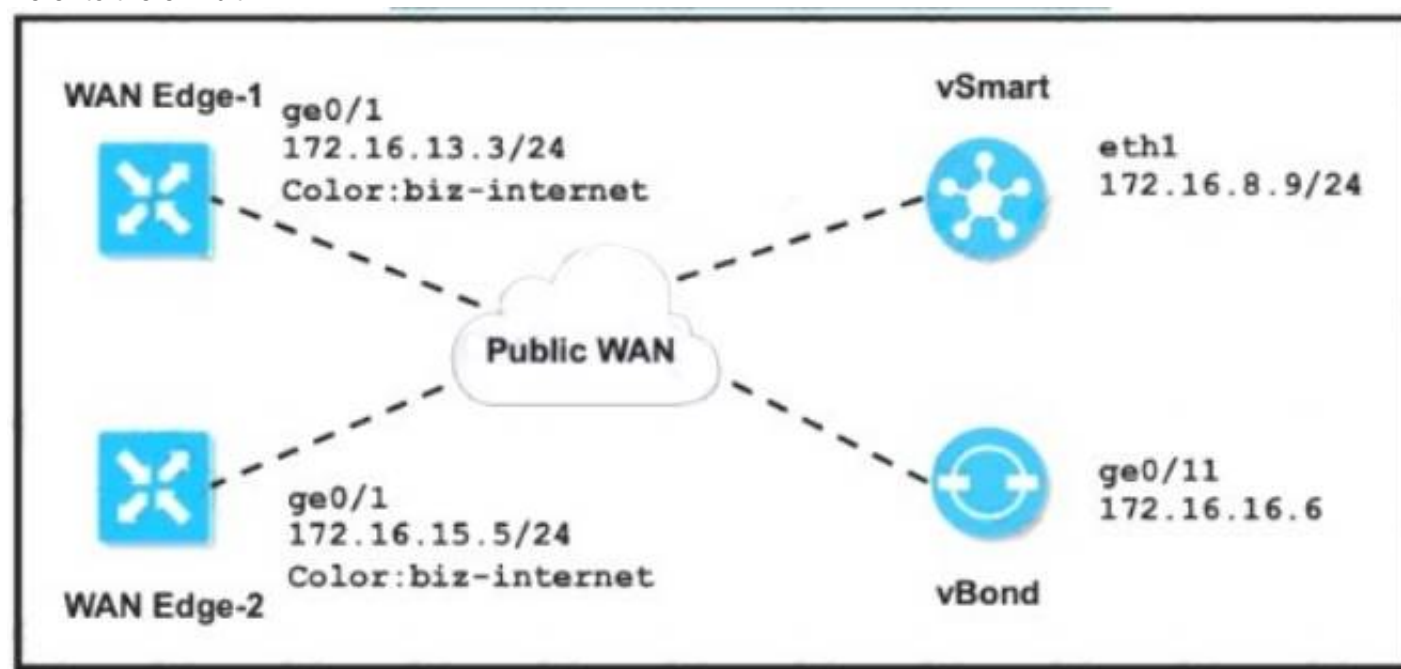 WAN Edge-1
ge0/1
172.16.13.3/24
Color:biz-internet
vSmart
eth1
172.16.8.9/24
Public WAN
ge0/1
172.16.15.5/24
Color:biz-internet
WAN Edge-2
ge0/11
172.16.16.6
vBond